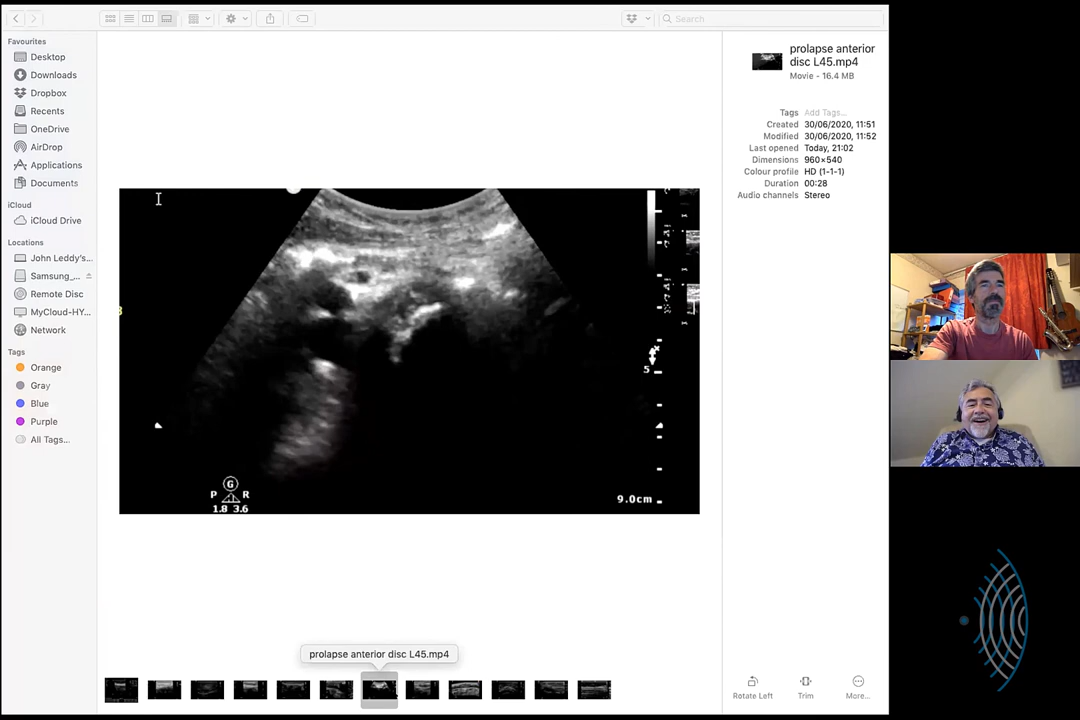 Search
Favourites
Desktop
Downloads
Dropbox
Recents
OneDrive
AirDrop
Applications
Documents
iCloud
iCloud Drive
Locations
John Leddy's...
Samsung_...
Remote Disc
MyCloud-HY...
Network
Tags
Orange
Gray
Blue
Purple
All Tags...
5
G
P R
1.8 3.6
9.0cm
prolapse anterior disc L45.mp4
prolapse anterior
disc L45.mp4
Movie - 16.4 MB
Tags Add Tags...
Created 30/06/2020, 11:51
Modified 30/06/2020, 11:52
Last opened Today, 21:02
Dimensions 960×540
Colour profile HD (1-1-1)
Duration 00:28
Audio channels Stereo
Rotate Left
Trim
More...